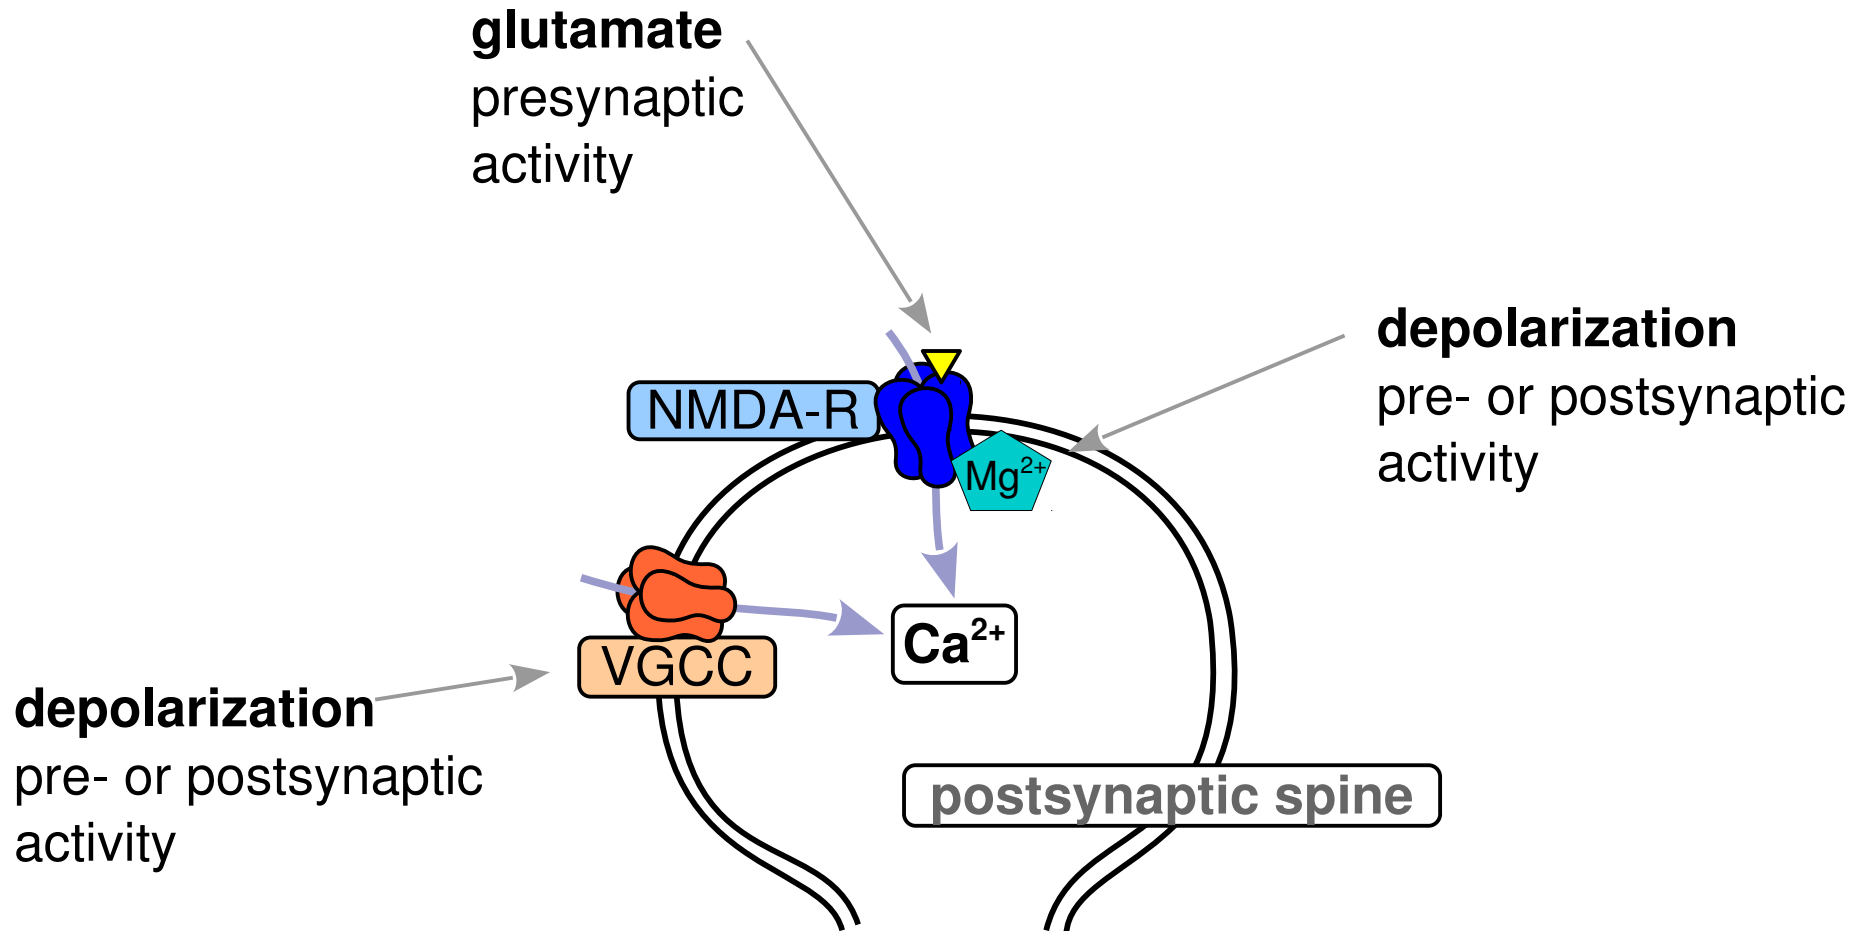 glutamate
presynaptic
activity
depolarization
pre- or postsynaptic
activity
NMDA-R
Mg²⁺
Ca²⁺
VGCC
depolarization
pre- or postsynaptic
activity
postsynaptic spine